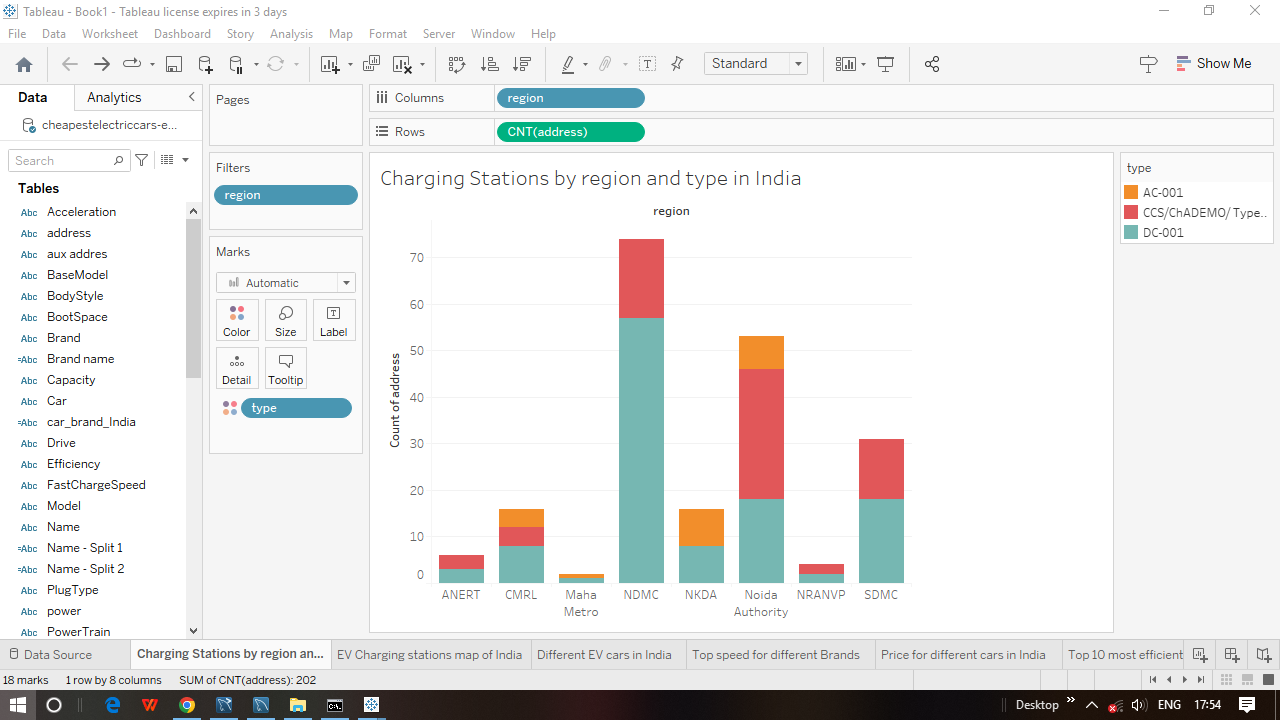 Tableau - Book1 - Tableau license expires in 3 days
File Data Worksheet Dashboard Story Analysis Map Format Server Window Help
Standard
Show Me
Data Analytics
cheapestelectriccars-e...
Search
Tables
Abc Acceleration
Abc address
Abc aux addres
Abc BaseModel
Abc BodyStyle
Abc BootSpace
Abc Brand
=Abc Brand name
Abc Capacity
Abc Car
=Abc car_brand_India
Abc Drive
Abc Efficiency
Abc FastChargeSpeed
Abc Model
Abc Name
=Abc Name - Split 1
=Abc Name - Split 2
Abc PlugType
Abc power
Abc PowerTrain
Pages
Filters
region
Marks
Automatic
Color Size Label
Detail Tooltip
type
Columns region
Rows CNT(address)
Charging Stations by region and type in India
region
Count of address
70
60
50
40
30
20
10
0
ANERT CMRL Maha Metro NDMC NKDA Noida Authority NRANVP SDMC
type
AC-001
CCS/ChADEMO/ Type..
DC-001
Data Source Charging Stations by region an... EV Charging stations map of India Different EV cars in India Top speed for different Brands Price for different cars in India Top 10 most efficient
18 marks 1 row by 8 columns SUM of CNT(address): 202
Desktop » ENG 17:54